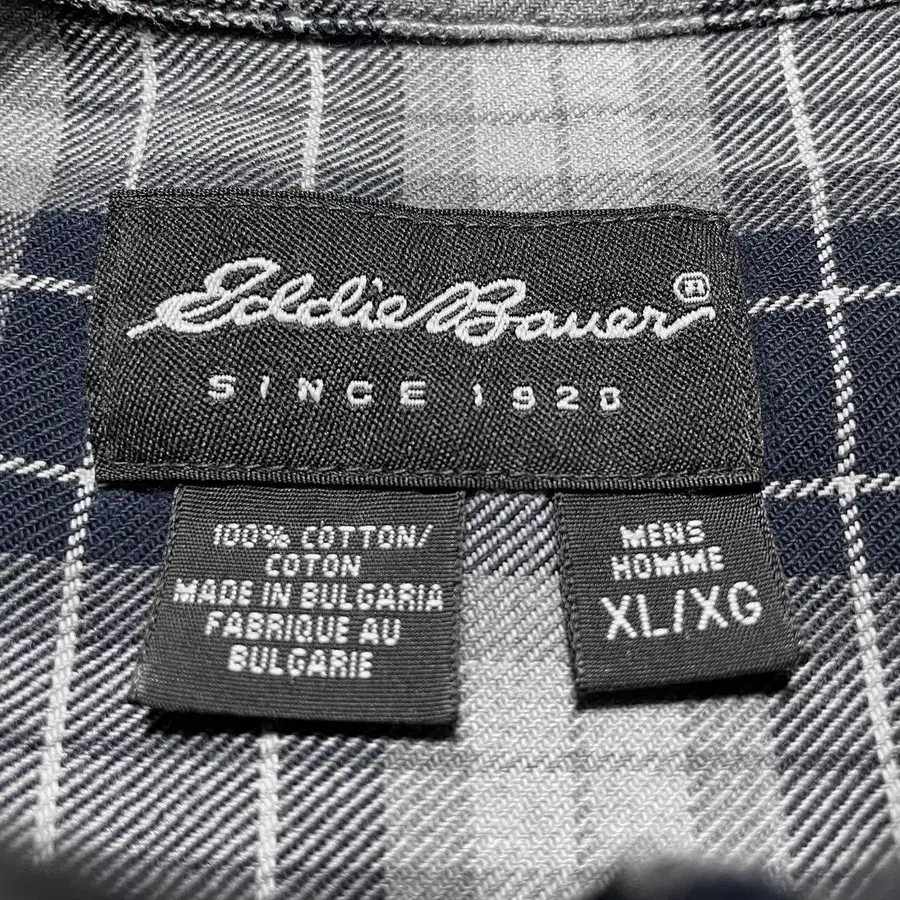 Eddie Bauer®
SINCE 1920
100% COTTON/
COTON
MADE IN BULGARIA
FABRIQUE AU
BULGARIE
MENS
HOMME
XL/XG